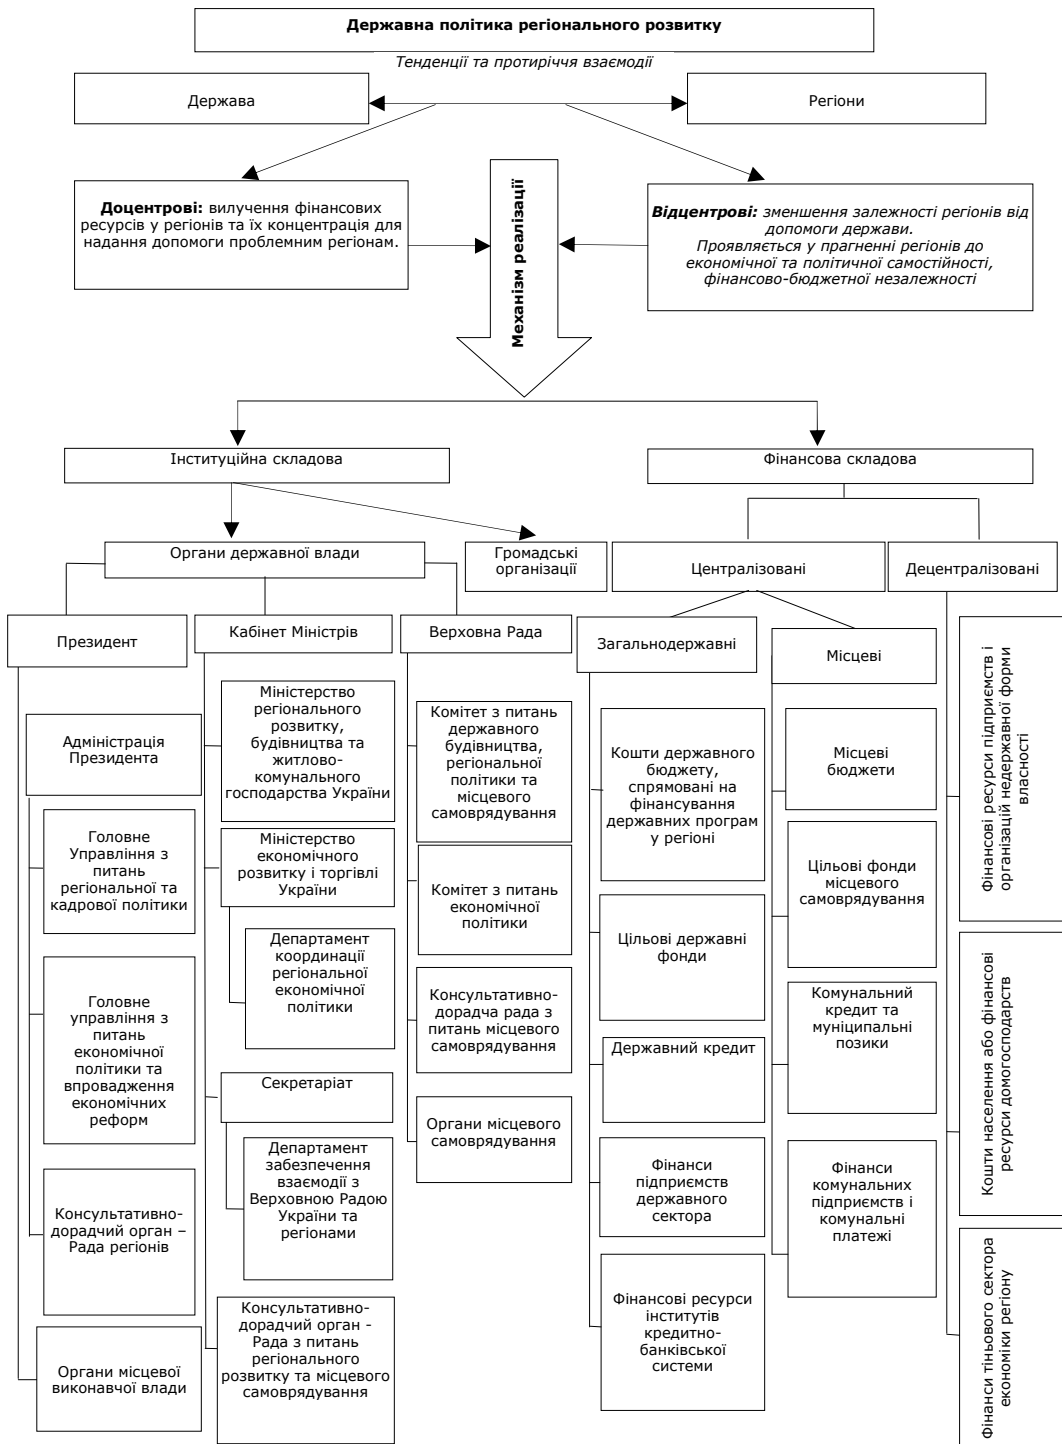 Державна політика регіонального розвитку
Тенденції та протиріччя взаємодії
Держава
Регіони
Доцентрові: вилучення фінансових
ресурсів у регіонів та їх концентрація для
надання допомоги проблемним регіонам.
Механізм реалізації
Відцентрові: зменшення залежності регіонів від
допомоги держави.
Проявляється у прагненні регіонів до
економічної та політичної самостійності,
фінансово-бюджетної незалежності
Інституційна складова
Фінансова складова
Органи державної влади
Громадські
організації
Централізовані
Децентралізовані
Президент
Кабінет Міністрів
Верховна Рада
Загальнодержавні
Місцеві
Адміністрація
Президента
Головне
Управління з
питань
регіональної та
кадрової політики
Головне
управління з
питань
економічної
політики та
впровадження
економічних
реформ
Консультативно-
дорадчий орган –
Рада регіонів
Органи місцевої
виконавчої влади
Міністерство
регіонального
розвитку,
будівництва та
житлово-
комунального
господарства України
Міністерство
економічного
розвитку і торгівлі
України
Департамент
координації
регіональної
економічної
політики
Секретаріат
Департамент
забезпечення
взаємодії з
Верховною Радою
України та
регіонами
Консультативно-
дорадчий орган -
Рада з питань
регіонального
розвитку та місцевого
самоврядування
Комітет з питань
державного
будівництва,
регіональної
політики та
місцевого
самоврядування
Комітет з питань
економічної
політики
Консультативно-
дорадча рада з
питань місцевого
самоврядування
Органи місцевого
самоврядування
Кошти державного
бюджету,
спрямовані на
фінансування
державних програм
у регіоні
Цільові державні
фонди
Державний кредит
Фінанси
підприємств
державного
сектора
Фінансові ресурси
інститутів
кредитно-
банківської
системи
Місцеві
бюджети
Цільові фонди
місцевого
самоврядування
Комунальний
кредит та
муніципальні
позики
Фінанси
комунальних
підприємств і
комунальні
платежі
Фінансові ресурси підприємств і
організацій недержавної форми
власності
Кошти населення або фінансові
ресурси домогосподарств
Фінанси тіньового сектора
економіки регіону